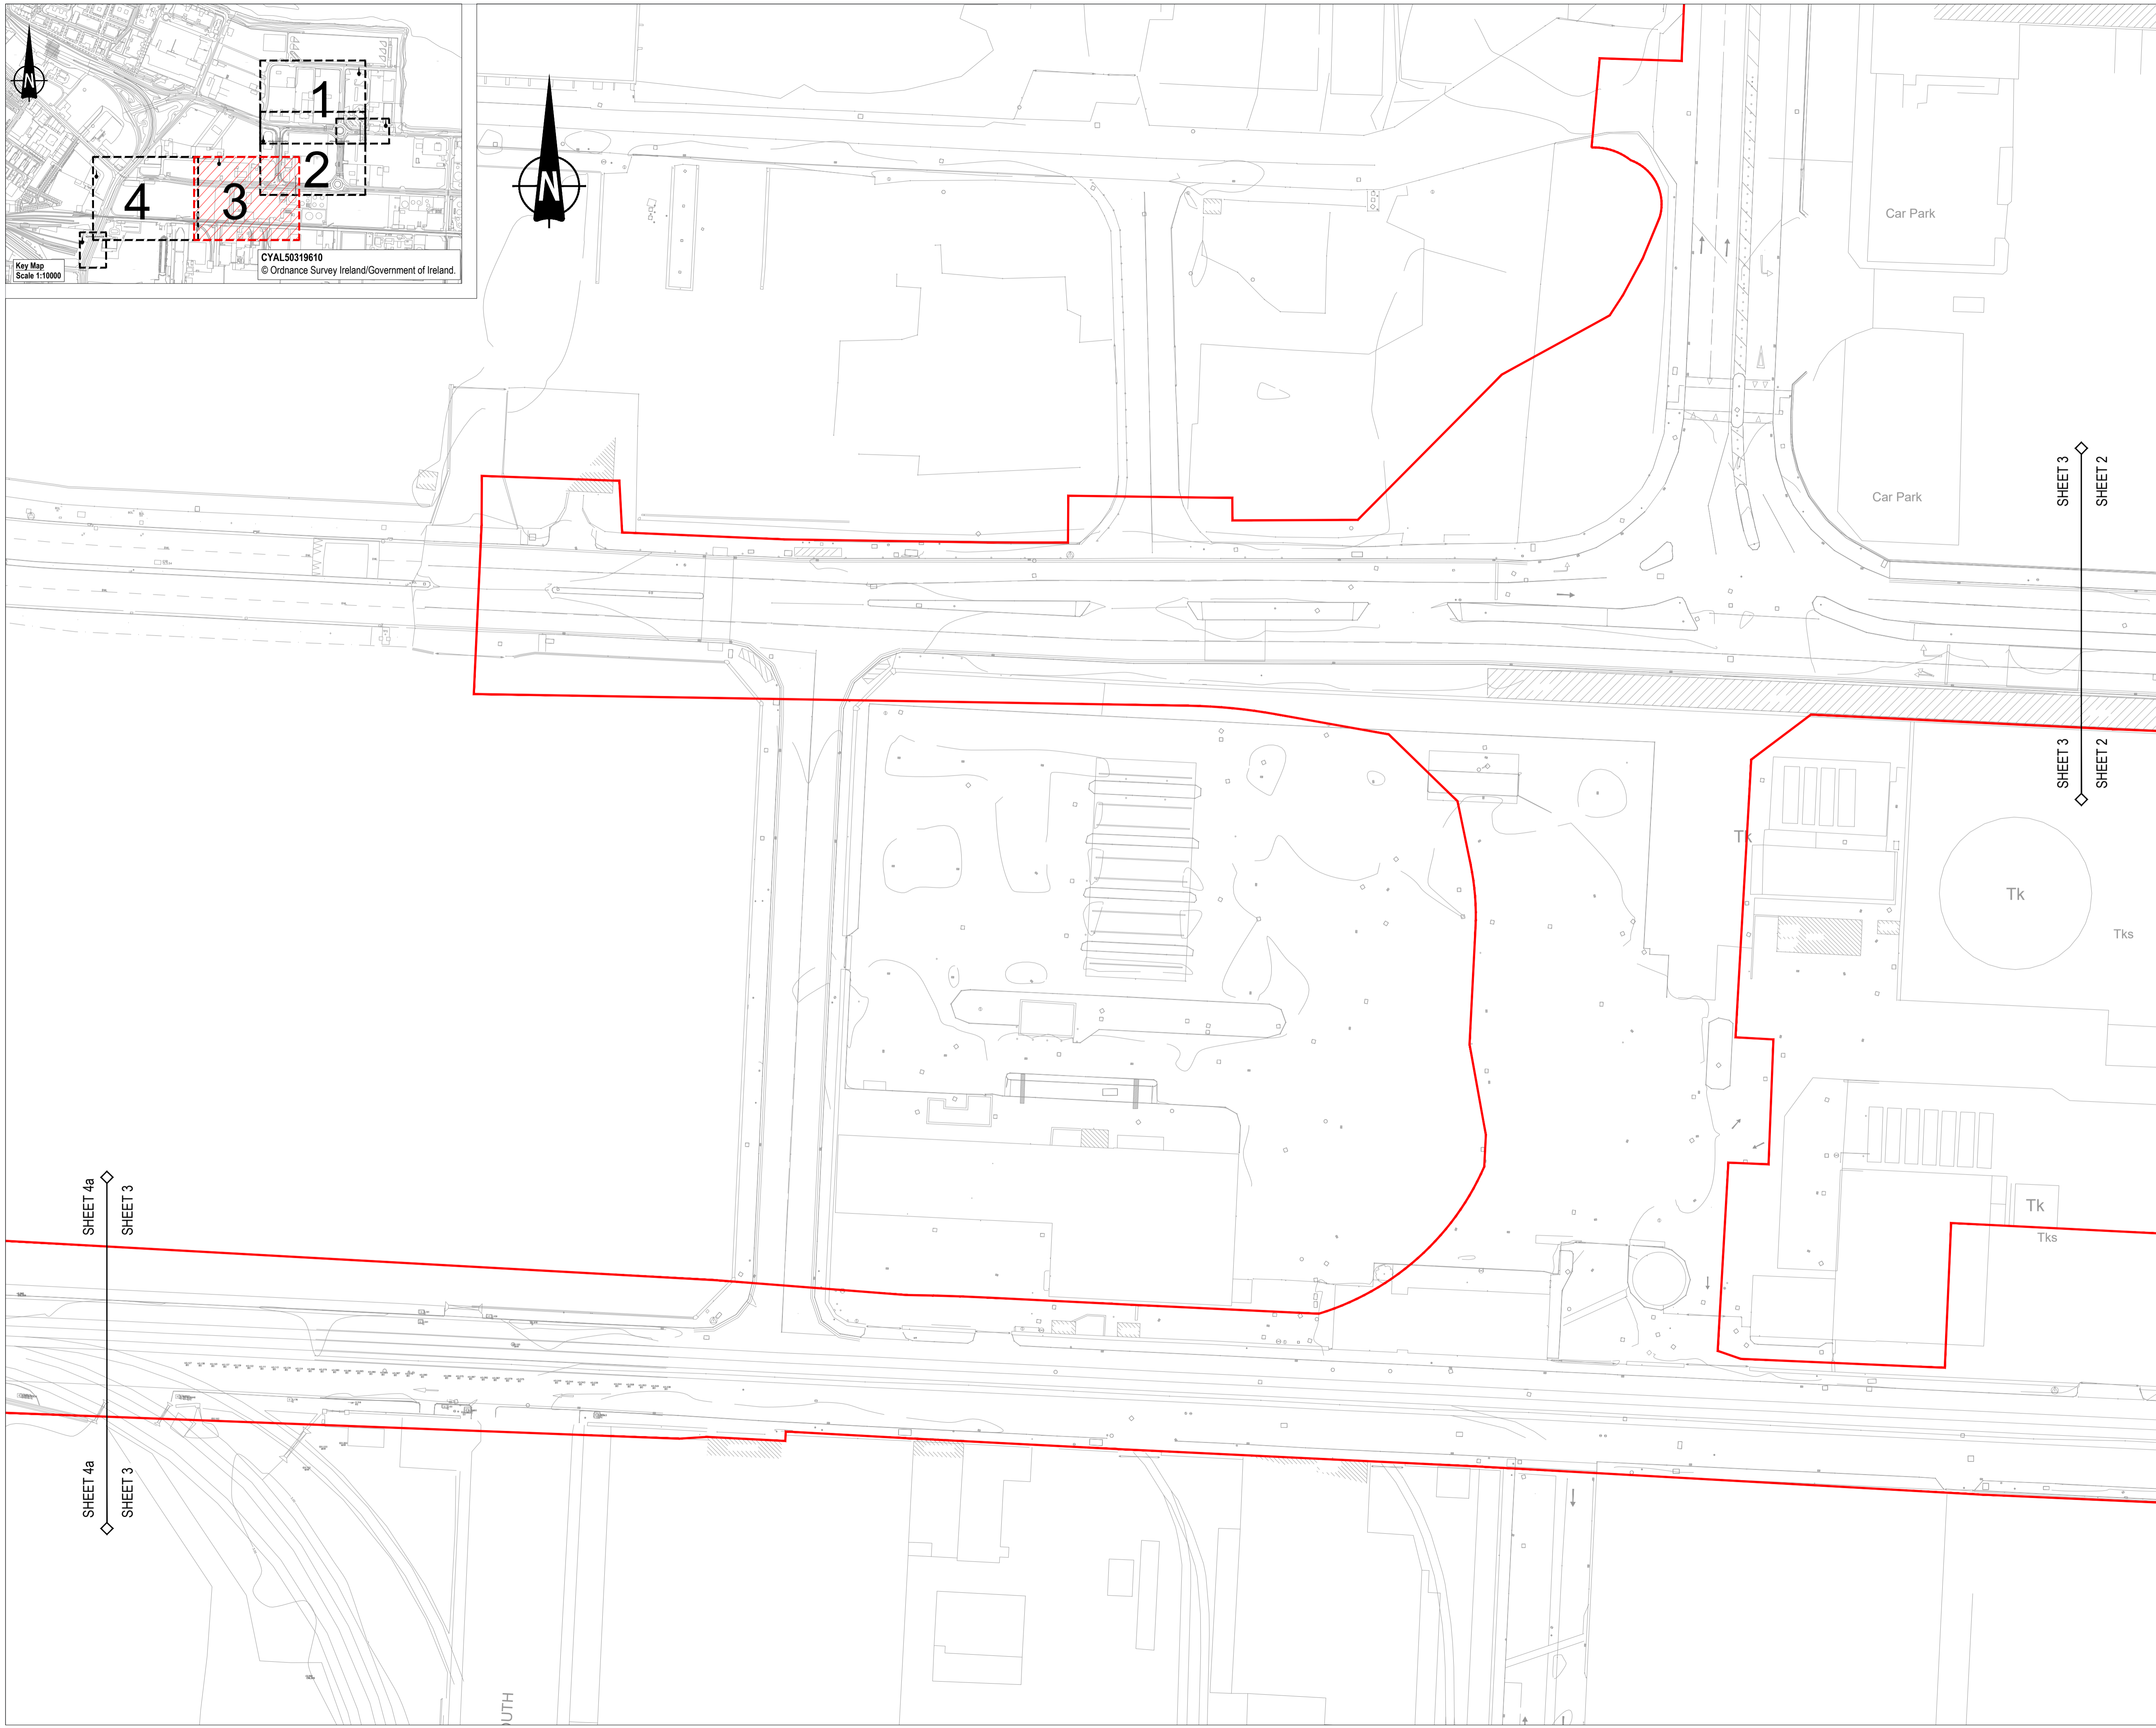 N
1
2
3
4
Key Map
Scale 1:10000
CYAL50319610
© Ordnance Survey Ireland/Government of Ireland.
N
Car Park
Car Park
SHEET 3
SHEET 2
SHEET 3
SHEET 2
Tk
Tk
Tks
Tk
Tks
SHEET 4a
SHEET 3
SHEET 4a
SHEET 3